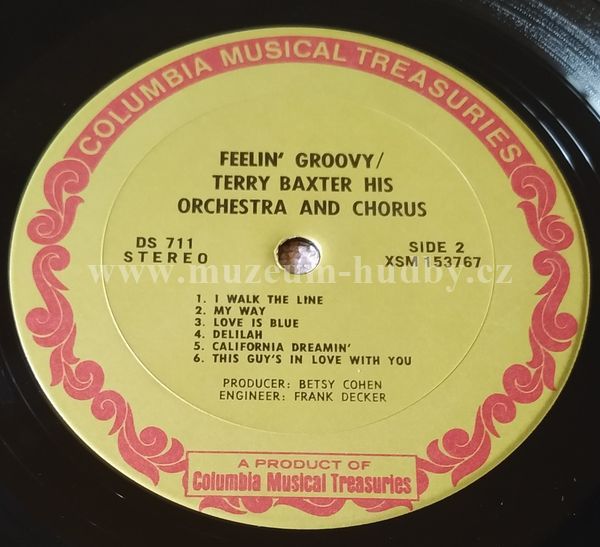 COLUMBIA MUSICAL TREASURIES
FEELIN' GROOVY/
TERRY BAXTER HIS
ORCHESTRA AND CHORUS
DS 711
STEREO
SIDE 2
XSM 153767
www.muzeum-hudby.cz
1. I WALK THE LINE
2. MY WAY
3. LOVE IS BLUE
4. DELILAH
5. CALIFORNIA DREAMIN'
6. THIS GUY'S IN LOVE WITH YOU
PRODUCER: BETSY COHEN
ENGINEER: FRANK DECKER
A PRODUCT OF
Columbia Musical Treasuries